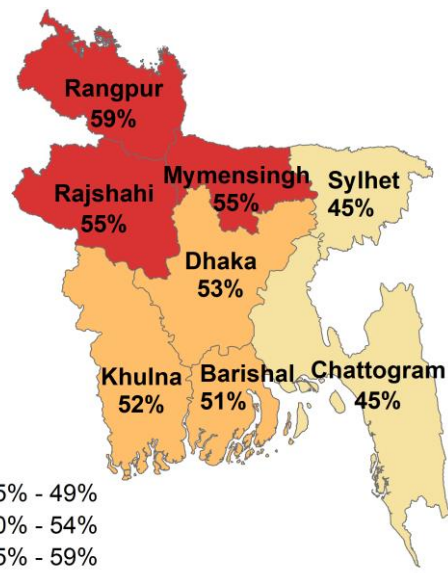 Rangpur
59%
Mymensingh
55%
Rajshahi
55%
Sylhet
45%
Dhaka
53%
Khulna
52%
Barishal
51%
Chattogram
45%
5% - 49%
0% - 54%
5% - 59%